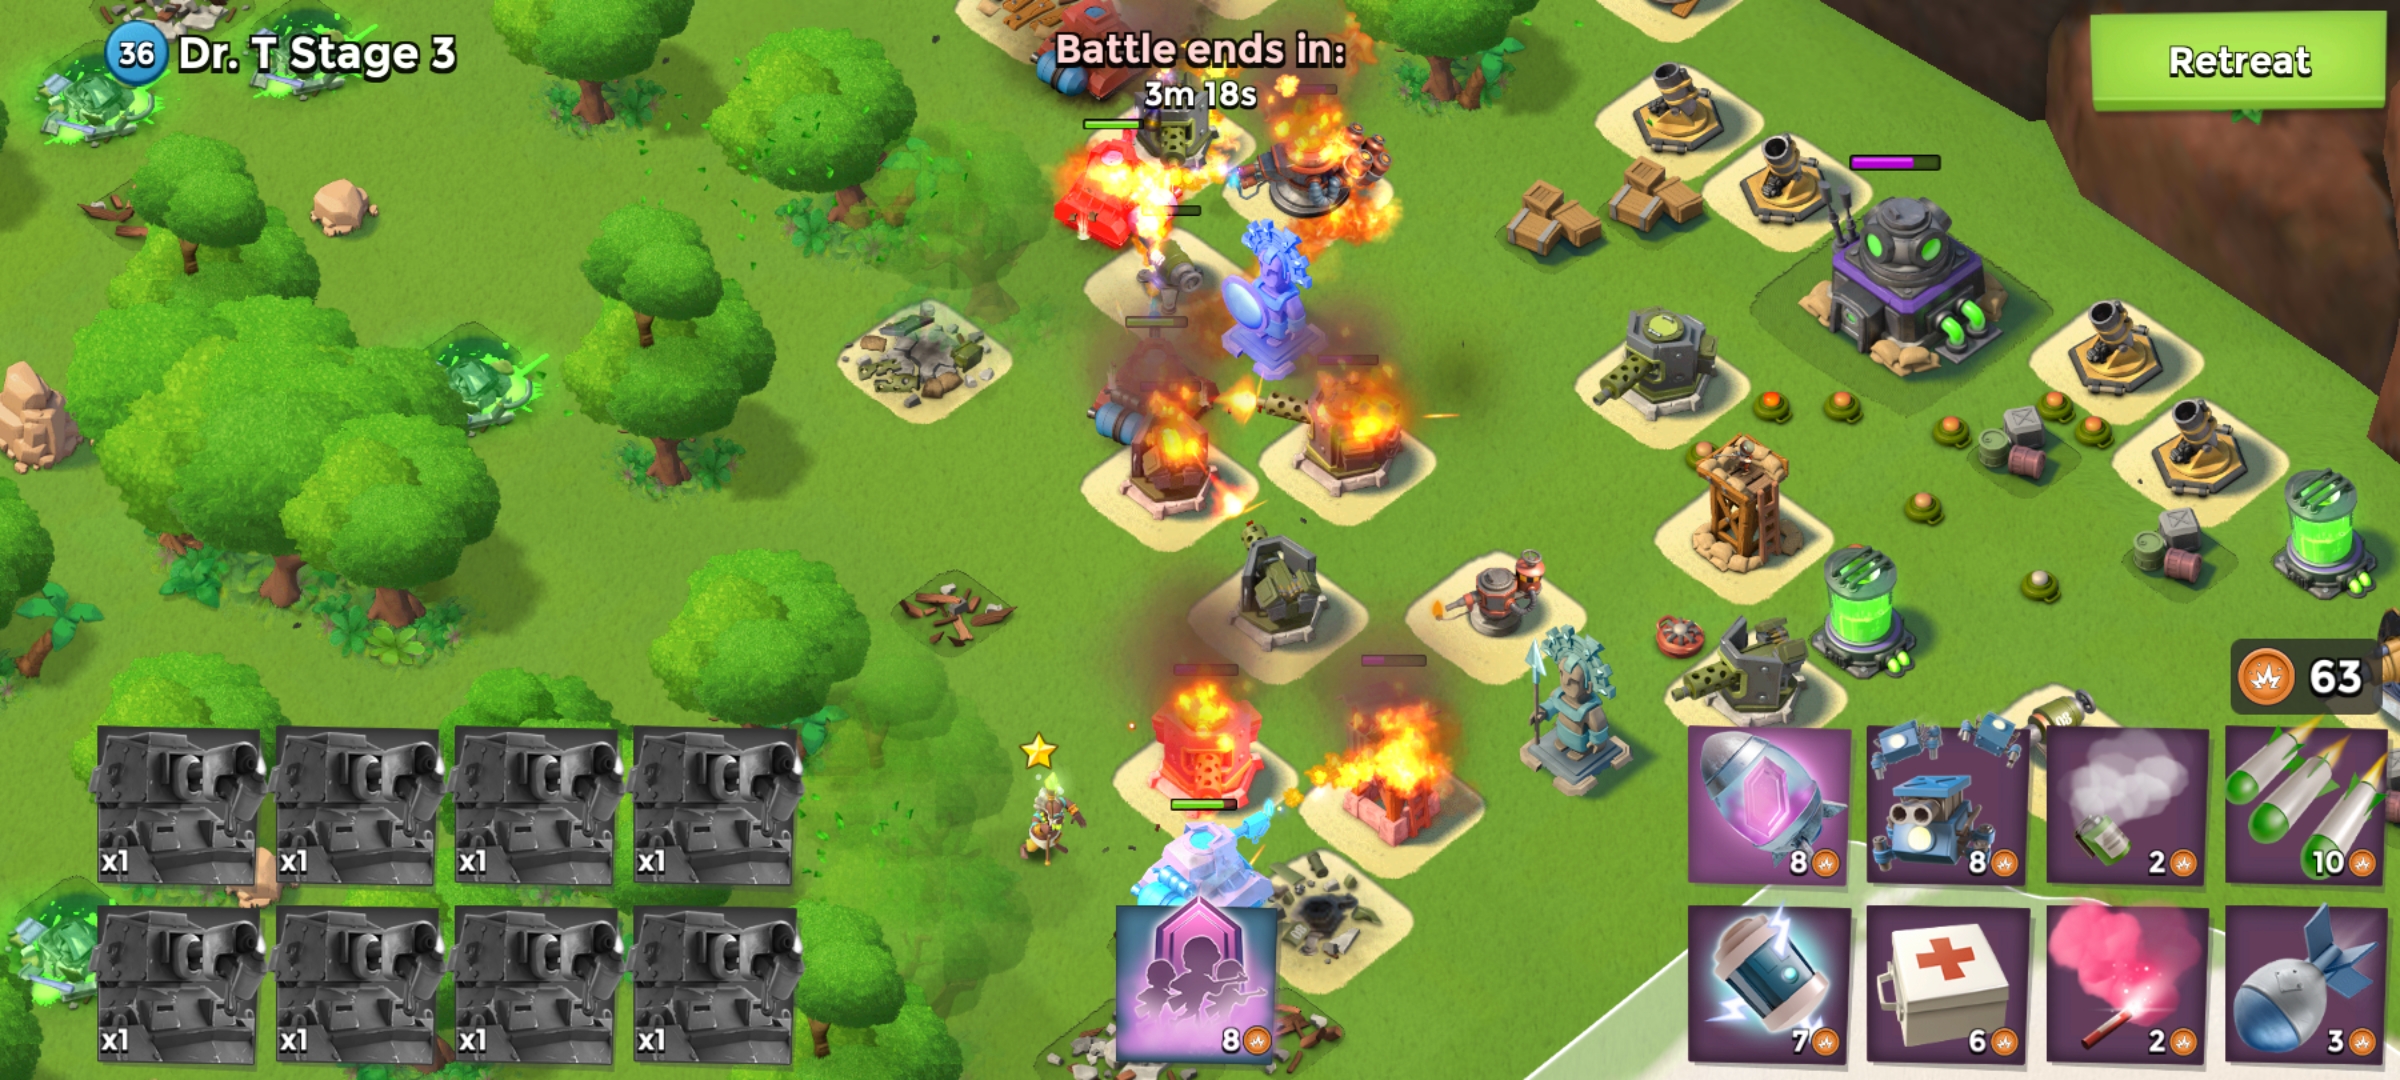 36 Dr. T Stage 3
Battle ends in:
3m 18s
Retreat
63
x1 x1 x1 x1
8 8 2 10
x1 x1 x1 x1
8
7 6 2 3